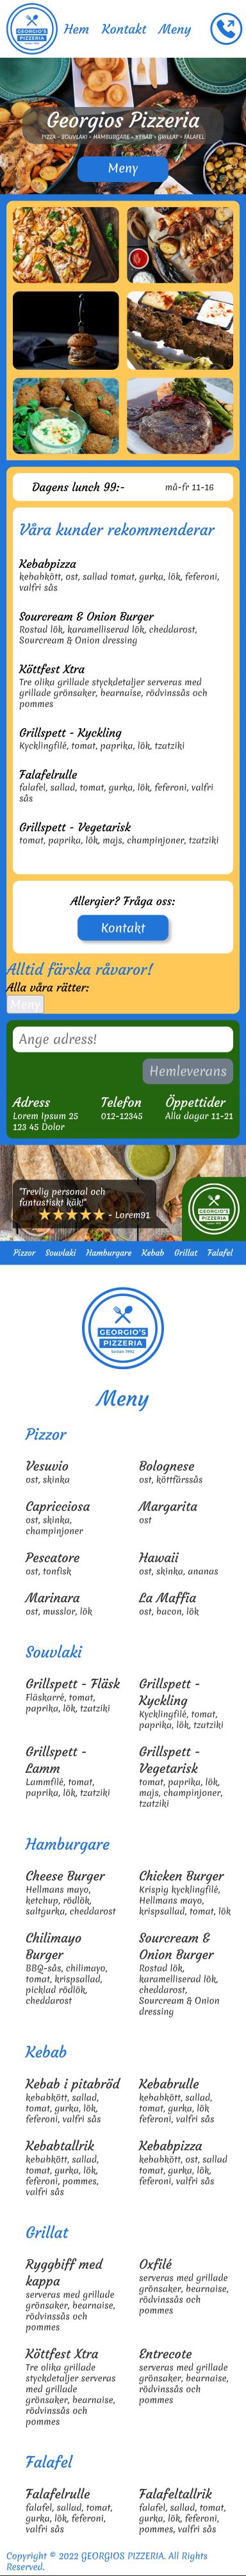 GEORGIO'S
PIZZERIA
Hem Kontakt Meny
Georgios Pizzeria
PIZZA - SOUVLAKI - HAMBURGARE - KEBAB - GRILLAT - FALAFEL
Meny
Dagens lunch 99:- må-fr 11-16
Våra kunder rekommenderar
Kebabpizza
kebabkött, ost, sallad tomat, gurka, lök, feferoni,
valfri sås
Sourcream & Onion Burger
Rostad lök, karamelliserad lök, cheddarost,
Sourcream & Onion dressing
Köttfest Xtra
Tre olika grillade styckdetaljer serveras med
grillade grönsaker, bearnaise, rödvinssås och
pommes
Grillspett - Kyckling
Kycklingfilé, tomat, paprika, lök, tzatziki
Falafelrulle
falafel, sallad, tomat, gurka, lök, feferoni, valfri
sås
Grillspett - Vegetarisk
tomat, paprika, lök, majs, champinjoner, tzatziki
Allergier? Fråga oss:
Kontakt
Alltid färska råvaror!
Alla våra rätter:
Meny
Ange adress!
Hemleverans
Adress Telefon Öppettider
Lorem Ipsum 25 012-12345 Alla dagar 11-21
123 45 Dolor
"Trevlig personal och
fantastiskt käk!"
★★★★★ - Lorem91
GEORGIO'S
PIZZERIA
Pizzor Souvlaki Hamburgare Kebab Grillat Falafel
GEORGIO'S
PIZZERIA
Sedan 1992
Meny
Pizzor
Vesuvio Bolognese
ost, skinka ost, köttfärssås
Capricciosa Margarita
ost, skinka, ost
champinjoner
Pescatore Hawaii
ost, tonfisk ost, skinka, ananas
Marinara La Maffia
ost, musslor, lök ost, bacon, lök
Souvlaki
Grillspett - Fläsk Grillspett -
Fläskkarré, tomat, Kyckling
paprika, lök, tzatziki Kycklingfilé, tomat,
paprika, lök, tzatziki
Grillspett - Grillspett -
Lamm Vegetarisk
Lammfilé, tomat, tomat, paprika, lök,
paprika, lök, tzatziki majs, champinjoner,
tzatziki
Hamburgare
Cheese Burger Chicken Burger
Hellmans mayo, Krispig kycklingfilé,
ketchup, rödlök, Hellmans mayo,
saltgurka, cheddarost krispsallad, tomat, lök
Chilimayo Sourcream &
Burger Onion Burger
BBQ-sås, chilimayo, Rostad lök,
tomat, krispsallad, karamelliserad lök,
picklad rödlök, cheddarost,
cheddarost Sourcream & Onion
dressing
Kebab
Kebab i pitabröd Kebabrulle
kebabkött, sallad, kebabkött, sallad,
tomat, gurka, lök, tomat, gurka, lök
feferoni, valfri sås feferoni, valfri sås
Kebabtallrik Kebabpizza
kebabkött, sallad, kebabkött, ost, sallad
tomat, gurka, lök, tomat, gurka, lök,
feferoni, pommes, feferoni, valfri sås
valfri sås
Grillat
Ryggbiff med Oxfilé
kappa serveras med grillade
serveras med grillade grönsaker, bearnaise,
grönsaker, bearnaise, rödvinssås och
rödvinssås och pommes
pommes
Köttfest Xtra Entrecote
Tre olika grillade serveras med grillade
styckdetaljer serveras grönsaker, bearnaise,
med grillade rödvinssås och
grönsaker, bearnaise, pommes
rödvinssås och
pommes
Falafel
Falafelrulle Falafeltallrik
falafel, sallad, tomat, falafel, sallad, tomat,
gurka, lök, feferoni, gurka, lök, feferoni,
valfri sås pommes, valfri sås
Copyright © 2022 GEORGIOS PIZZERIA. All Rights
Reserved.